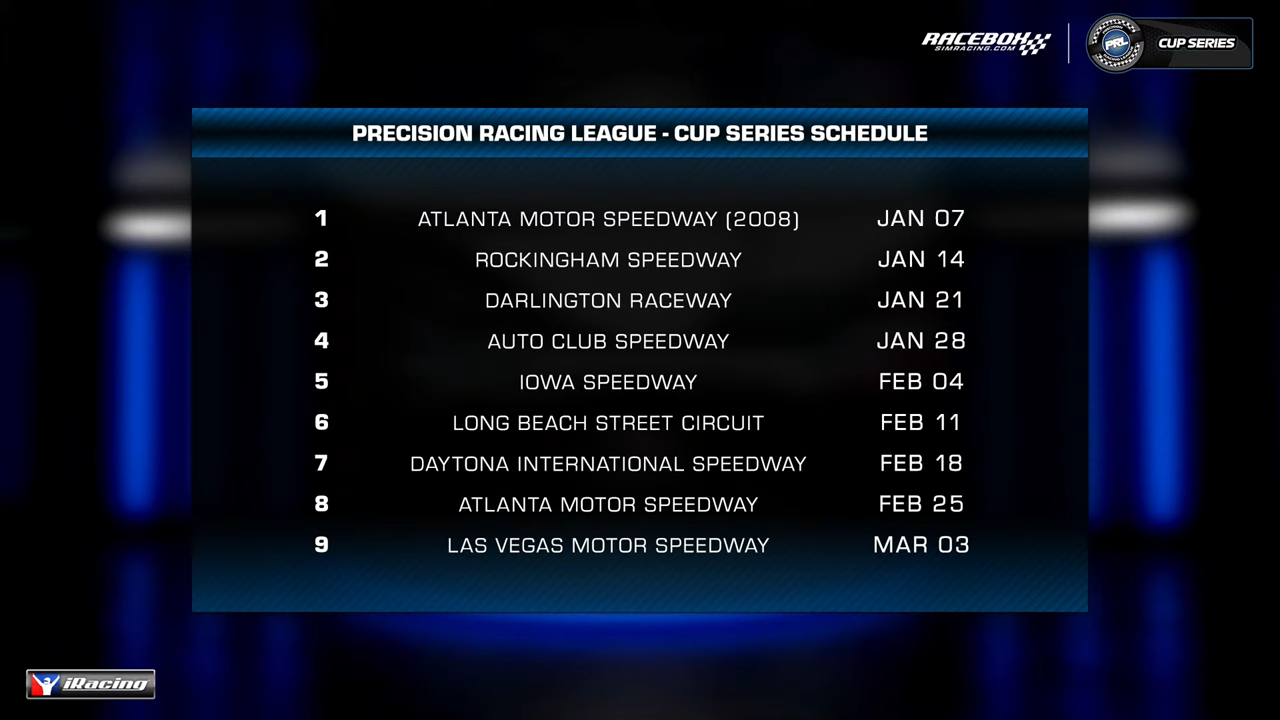 RACEBOX
SIMRACING.COM
PRL
CUP SERIES
PRECISION RACING LEAGUE - CUP SERIES SCHEDULE
1 ATLANTA MOTOR SPEEDWAY (2008) JAN 07
2 ROCKINGHAM SPEEDWAY JAN 14
3 DARLINGTON RACEWAY JAN 21
4 AUTO CLUB SPEEDWAY JAN 28
5 IOWA SPEEDWAY FEB 04
6 LONG BEACH STREET CIRCUIT FEB 11
7 DAYTONA INTERNATIONAL SPEEDWAY FEB 18
8 ATLANTA MOTOR SPEEDWAY FEB 25
9 LAS VEGAS MOTOR SPEEDWAY MAR 03
iRacing